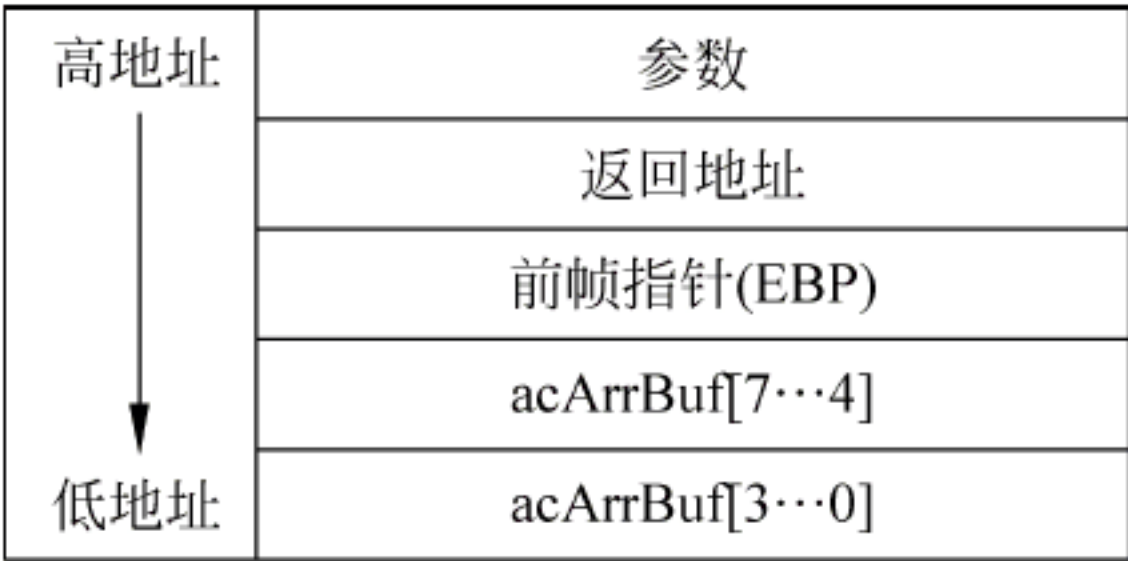 高地址
参数
返回地址
前帧指针(EBP)
acArrBuf[7···4]
低地址
acArrBuf[3···0]